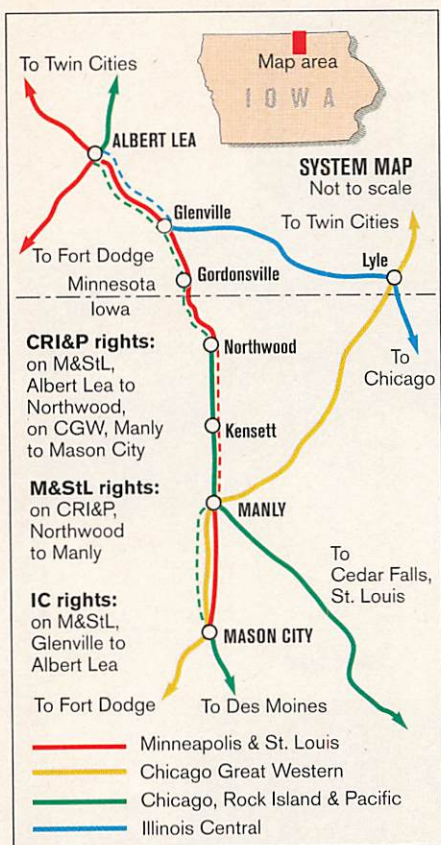 To Twin Cities
Map area
IOWA
ALBERT LEA
SYSTEM MAP
Not to scale
Glenville
To Twin Cities
To Fort Dodge
Lyle
Minnesota
Gordonsville
Iowa
CRI&P rights:
on M&StL,
Albert Lea to
Northwood,
on CGW, Manly
to Mason City
Northwood
To
Chicago
Kensett
M&StL rights:
on CRI&P,
Northwood
to Manly
MANLY
To
Cedar Falls,
St. Louis
IC rights:
on M&StL,
Glenville to
Albert Lea
MASON CITY
To Fort Dodge
To Des Moines
Minneapolis & St. Louis
Chicago Great Western
Chicago, Rock Island & Pacific
Illinois Central